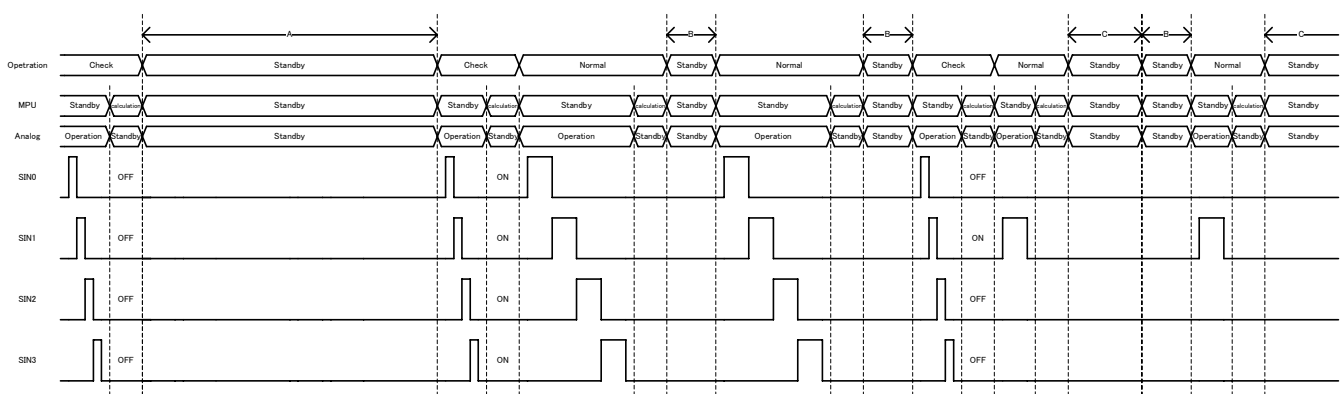 A B B C B C
Opetration Check Standby Check Normal Standby Normal Standby Check Normal Standby Standby Normal Standby
MPU Standby calculation Standby Standby calculation Standby calculation Standby Standby calculation Standby Standby calculation Standby calculation Standby Standby Standby calculation Standby
Analog Operation Standby Standby Operation Standby Operation Standby Standby Operation Standby Standby Operation Standby Operation Standby Standby Standby Operation Standby Standby
SIN0 OFF ON OFF
SIN1 OFF ON ON
SIN2 OFF ON OFF
SIN3 OFF ON OFF